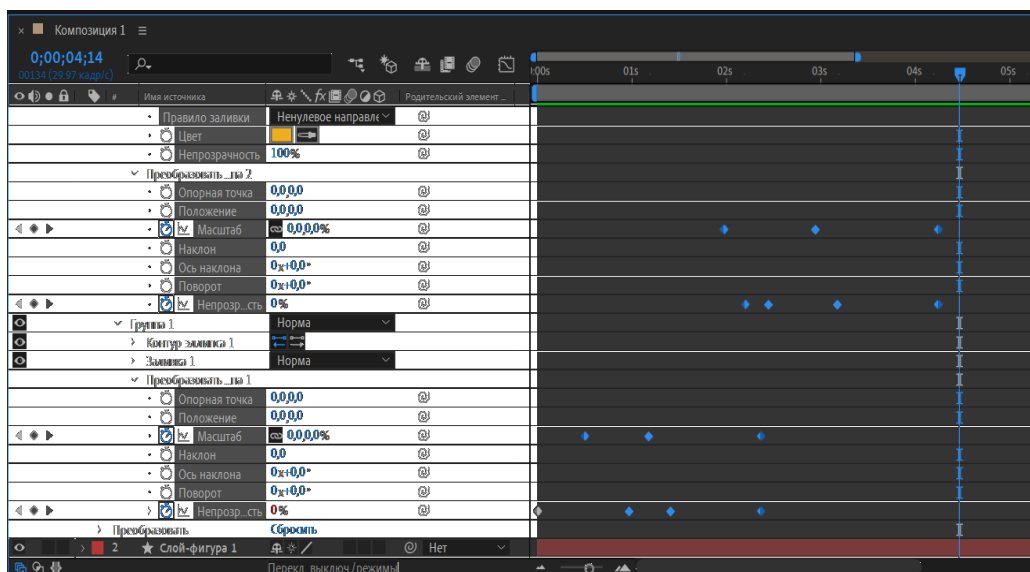 × Композиция 1 ☰
0;00;04;14
00134 (29.97 кадр/с)
:00s 01s 02s 03s 04s 05s
# Имя источника fx Родительский элемент ...
Правило заливки Ненулевое направле
Цвет
Непрозрачность 100%
Преобразовать ...па 2
Опорная точка 0,0,0,0
Положение 0,0,0,0
Масштаб 0,0,0,0%
Наклон 0,0
Ось наклона 0x+0,0°
Поворот 0x+0,0°
Непрозр...сть 0%
Группа 1 Норма
Контур эллипса 1
Заливка 1 Норма
Преобразовать ...па 1
Опорная точка 0,0,0,0
Положение 0,0,0,0
Масштаб 0,0,0,0%
Наклон 0,0
Ось наклона 0x+0,0°
Поворот 0x+0,0°
Непрозр...сть 0%
Преобразовать Сбросить
2 ★ Слой-фигура 1 Нет
Перекл. выключ./режимы